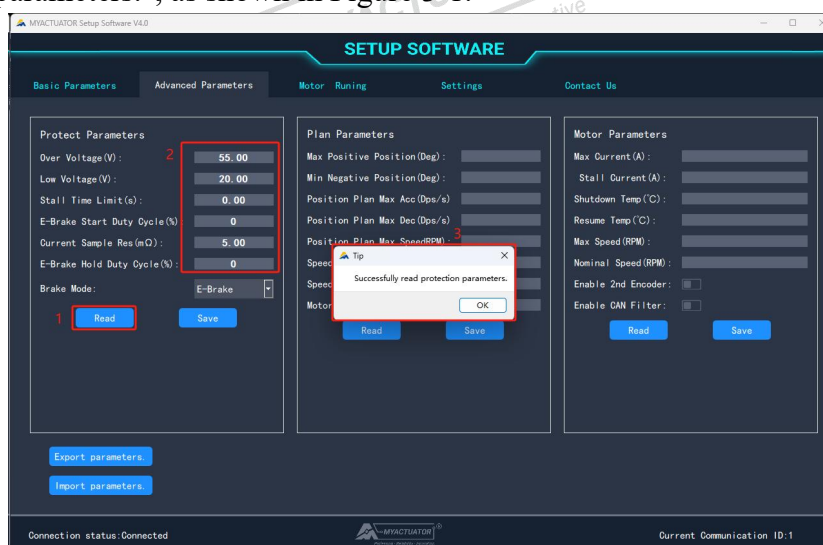 parameters. , as shown in Figure 3-1.
MYACTUATOR Setup Software V4.0
SETUP SOFTWARE
Basic Parameters
Advanced Parameters
Motor Runing
Settings
Contact Us
Protect Parameters
Over Voltage(V):
2
55.00
Low Voltage(V):
20.00
Stall Time Limit(s):
0.00
E-Brake Start Duty Cycle(%)
0
Current Sample Res(mΩ):
5.00
E-Brake Hold Duty Cycle(%):
0
Brake Mode:
E-Brake
1
Read
Save
Plan Parameters
Max Positive Position(Deg):
Min Negative Position(Deg):
Position Plan Max Acc(Dps/s)
Position Plan Max Dec(Dps/s)
Position Plan Max SpeedRPM):
3
Tip
Successfully read protection parameters.
OK
Speed
Speed
Motor
Read
Save
Motor Parameters
Max Current(A):
Stall Current(A):
Shutdown Temp(℃):
Resume Temp(℃):
Max Speed(RPM):
Nominal Speed(RPM):
Enable 2nd Encoder:
Enable CAN Filter:
Read
Save
Export parameters.
Import parameters.
Connection status:Connected
MYACTUATOR
Current Communication ID:1